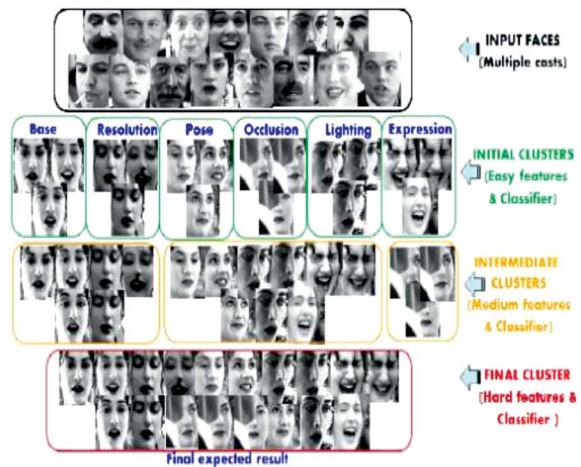 INPUT FACES
(Multiple casts)
Base Resolution Pose Occlusion Lighting Expression
INITIAL CLUSTERS
(Easy features
& Classifier)
INTERMEDIATE
CLUSTERS
(Medium features
& Classifier)
FINAL CLUSTER
(Hard features &
Classifier )
Final expected result